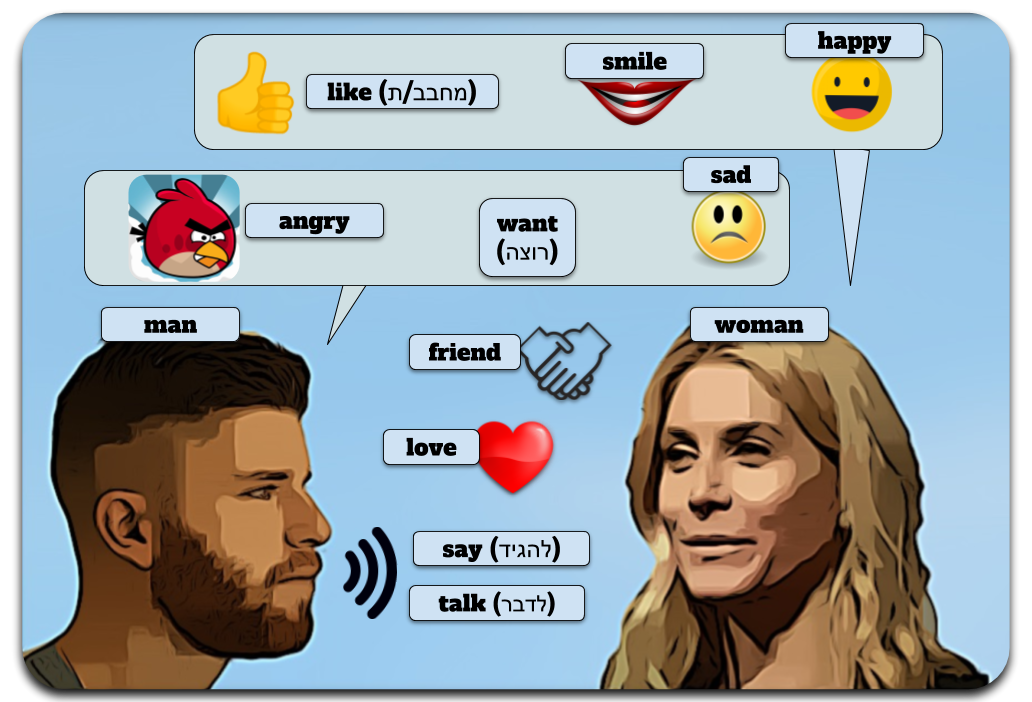 happy
smile
like (מחבב/ת)
sad
angry
want
(רוצה)
man
woman
friend
love
say (להגיד)
talk (לדבר)